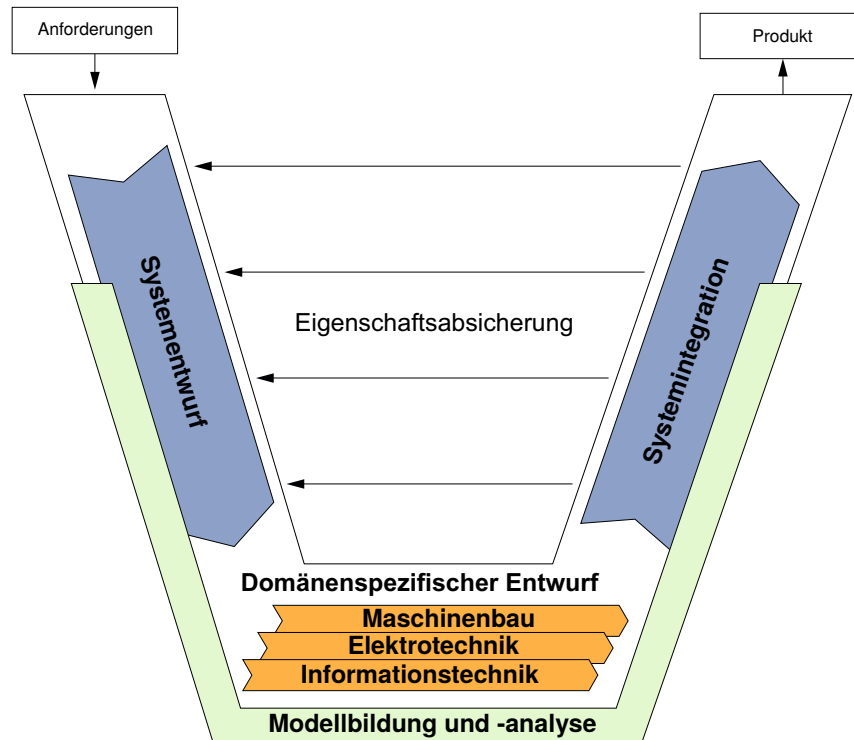 Anforderungen
Produkt
Systementwurf
Eigenschaftsabsicherung
Systemintegration
Domänenspezifischer Entwurf
Maschinenbau
Elektrotechnik
Informationstechnik
Modellbildung und -analyse